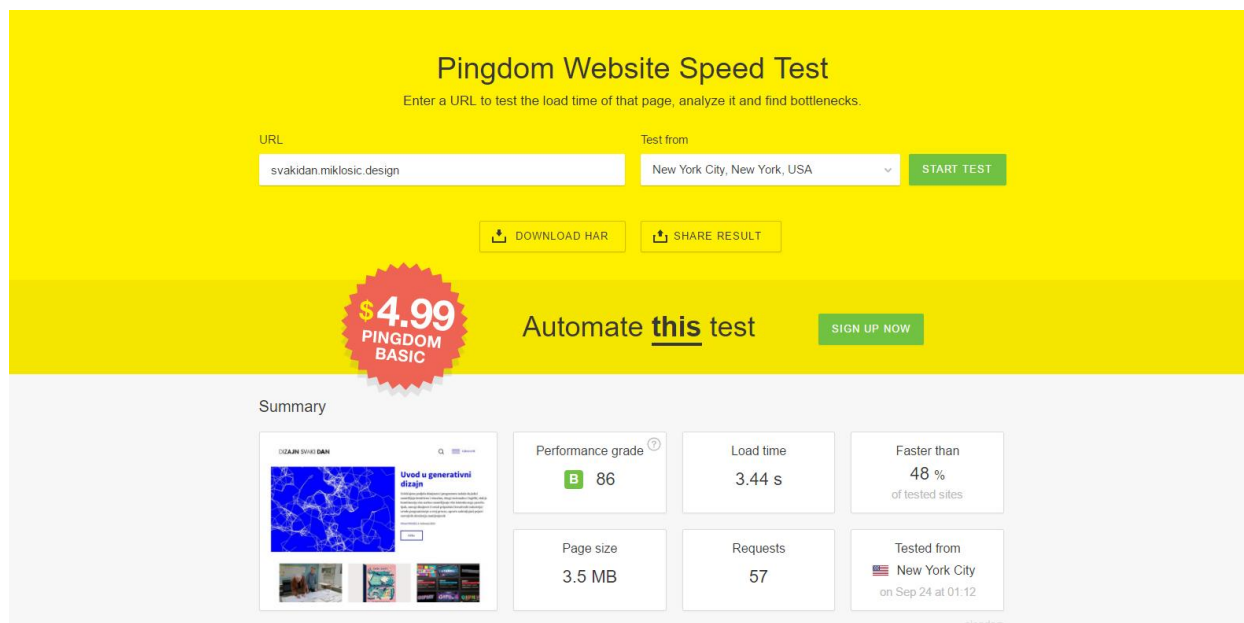 Pingdom Website Speed Test
Enter a URL to test the load time of that page, analyze it and find bottlenecks.
URL
Test from
svakidan.miklosic.design
New York City, New York, USA
START TEST
DOWNLOAD HAR
SHARE RESULT
$4.99
PINGDOM
BASIC
Automate this test
SIGN UP NOW
Summary
DIZAJN SVAKI DAN
Uvod u generativni
dizajn
Performance grade ?
B 86
Load time
3.44 s
Faster than
48 %
of tested sites
Page size
3.5 MB
Requests
57
Tested from
New York City
on Sep 24 at 01:12